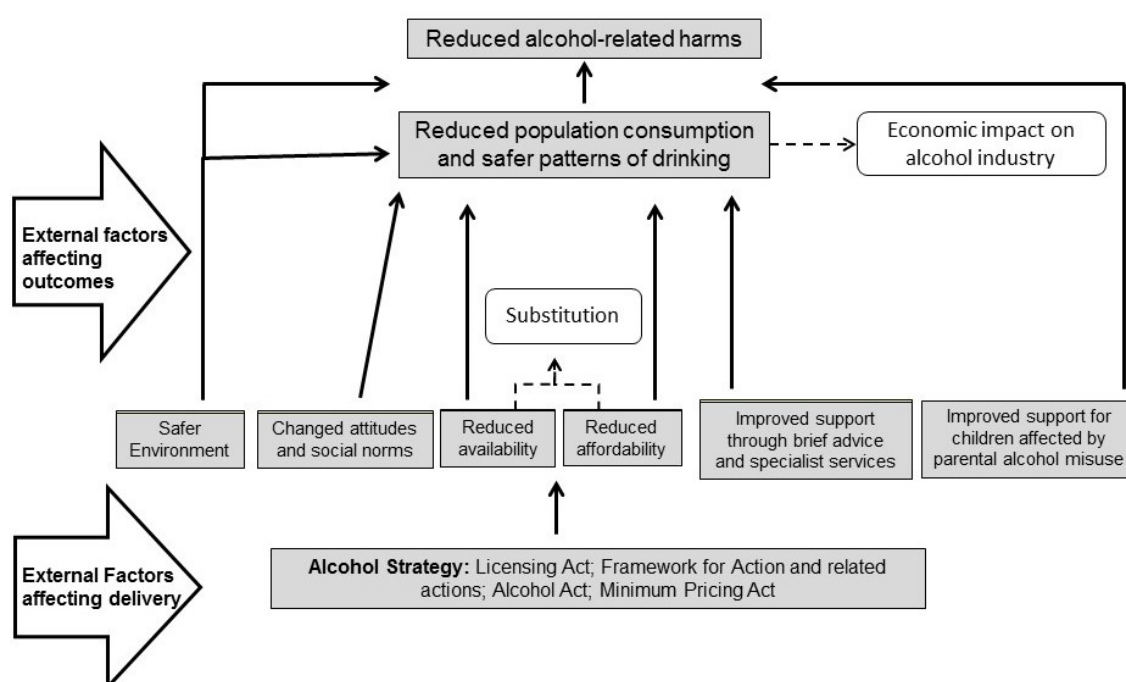 Reduced alcohol-related harms
Reduced population consumption
and safer patterns of drinking
Economic impact on
alcohol industry
External factors
affecting
outcomes
Substitution
Safer
Environment
Changed attitudes
and social norms
Reduced
availability
Reduced
affordability
Improved support
through brief advice
and specialist services
Improved support for
children affected by
parental alcohol misuse
External Factors
affecting delivery
Alcohol Strategy: Licensing Act; Framework for Action and related
actions; Alcohol Act; Minimum Pricing Act